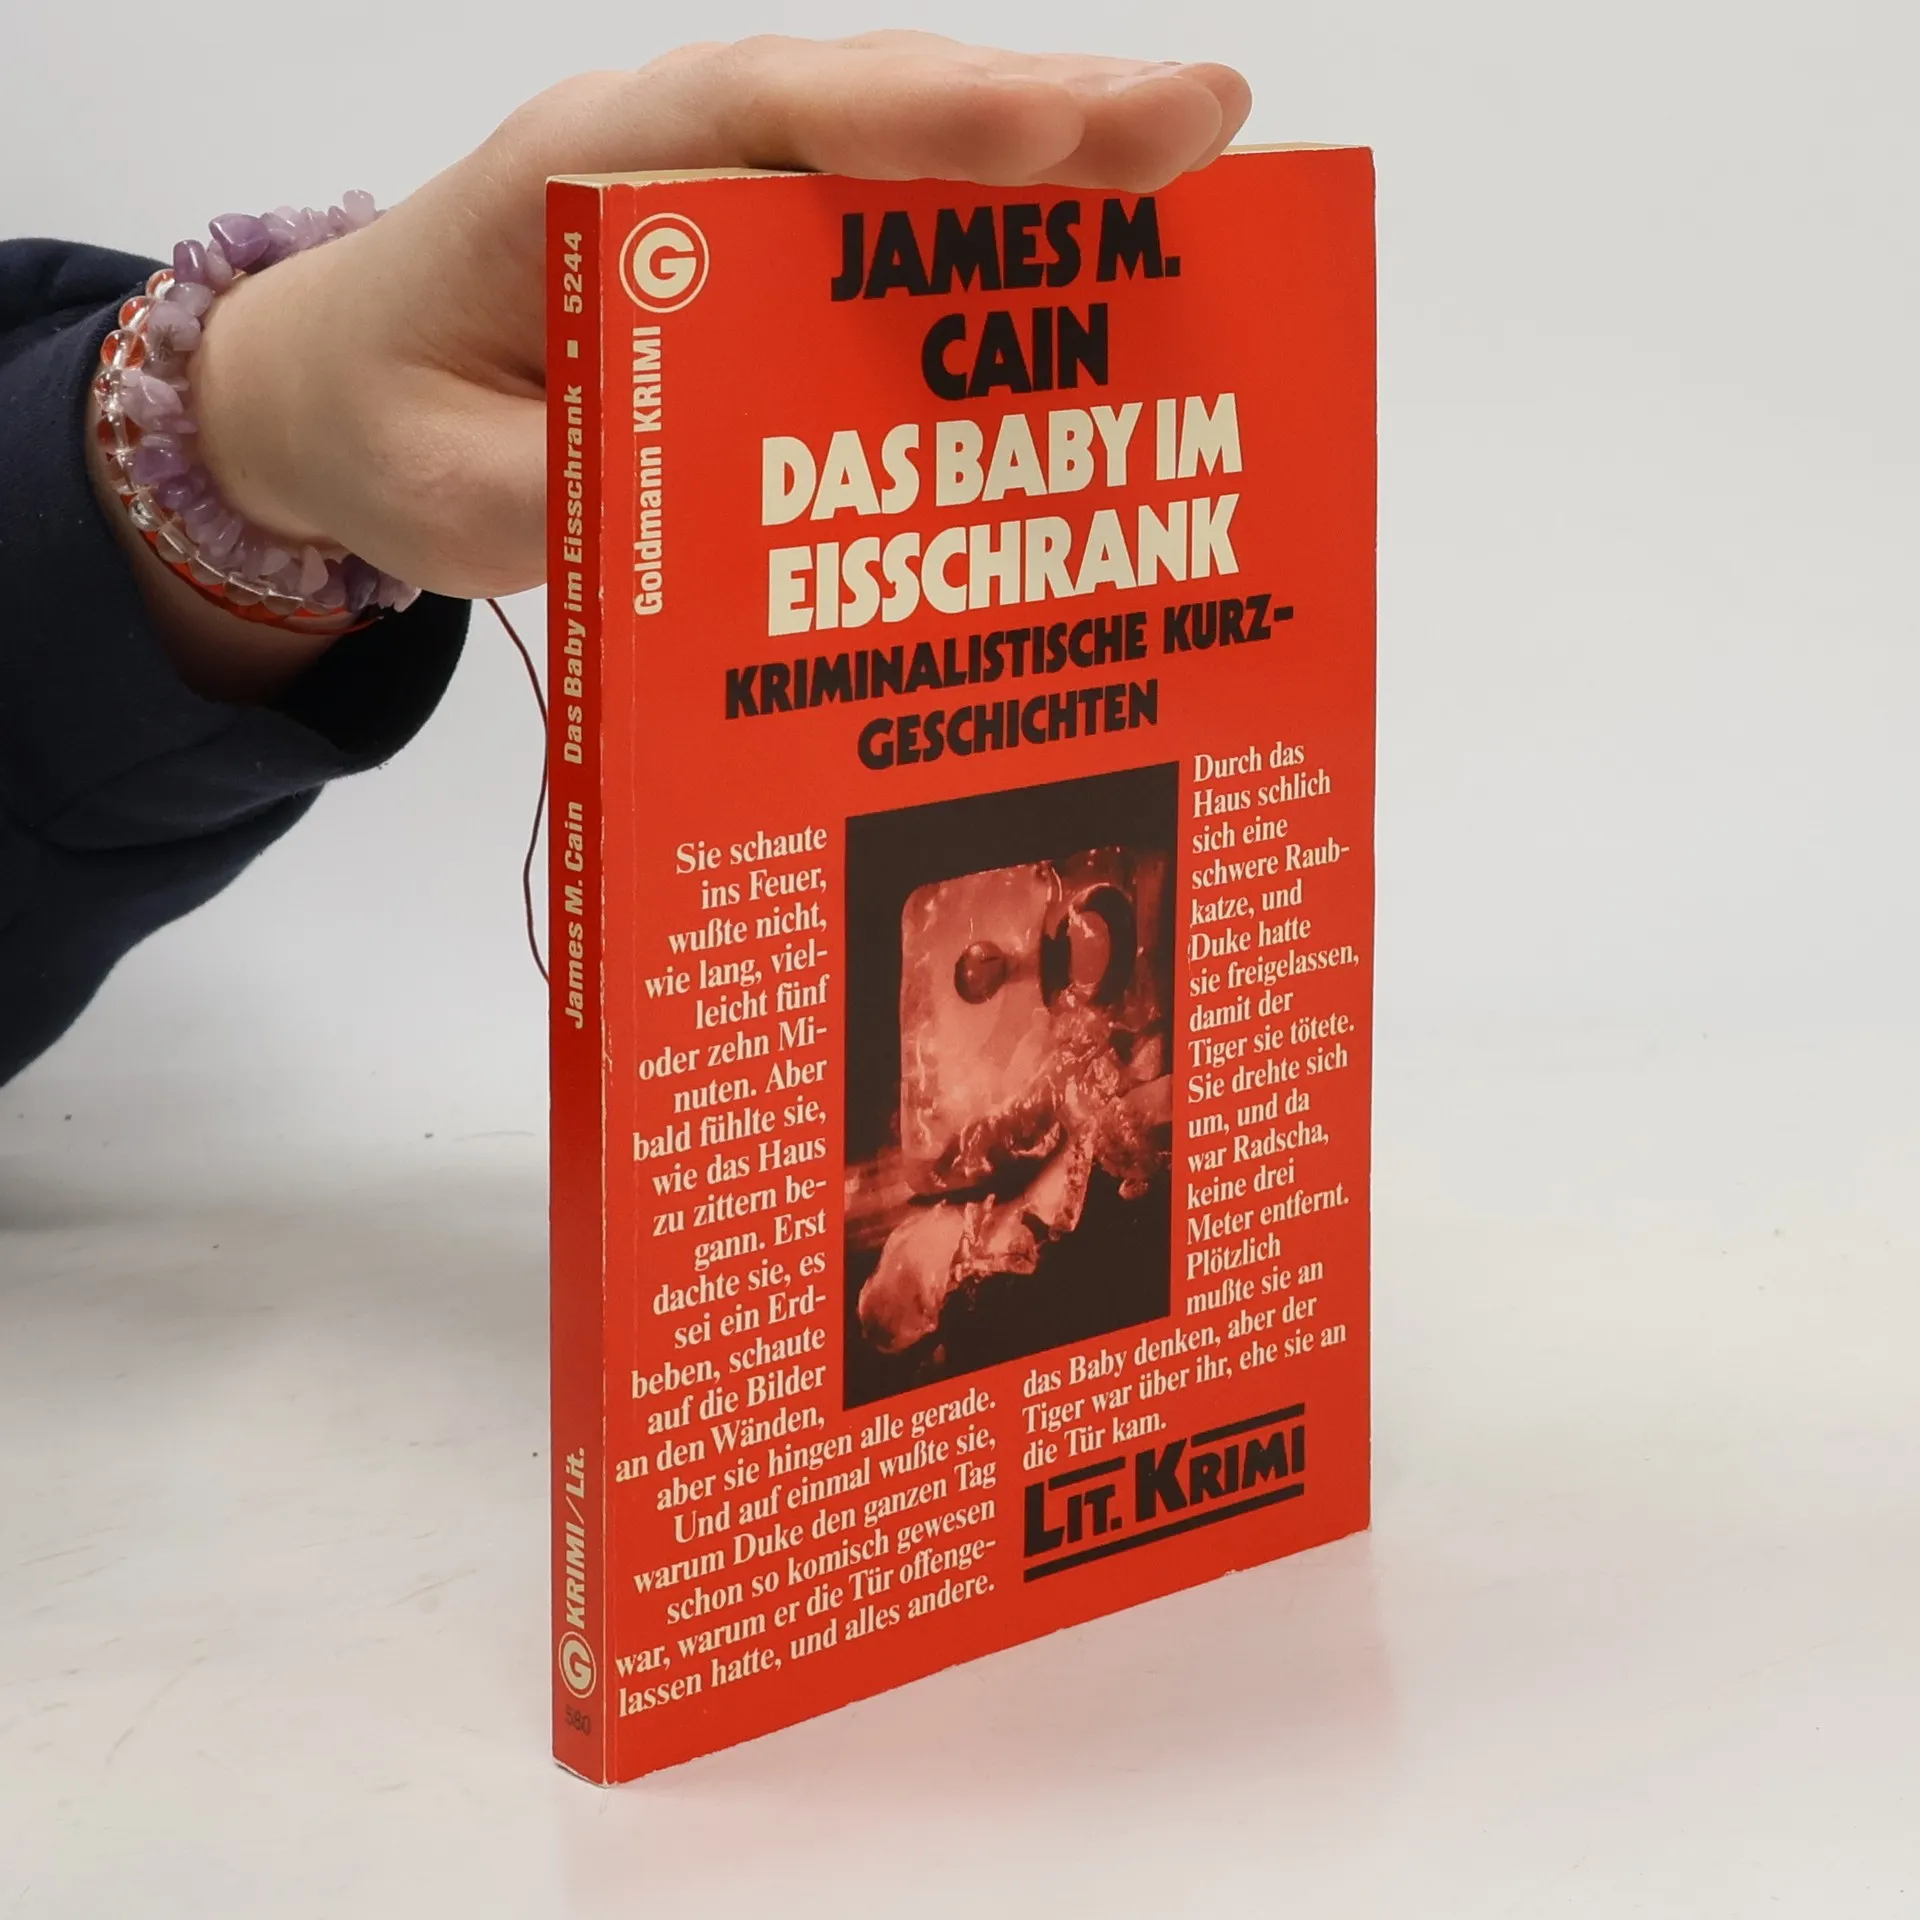 JAMES M.
CAIN
DAS BABY IM
EISSCHRANK
KRIMINALISTISCHE KURZ-
GESCHICHTEN
G
Goldmann KRIMI
Sie schaute
ins Feuer,
wußte nicht,
wie lang, viel-
leicht fünf
oder zehn Mi-
nuten. Aber
bald fühlte sie,
wie das Haus
zu zittern be-
gann. Erst
dachte sie, es
sei ein Erd-
beben, schaute
auf die Bilder
an den Wänden,
aber sie hingen alle gerade.
Und auf einmal wußte sie,
warum Duke den ganzen Tag
schon so komisch gewesen
war, warum er die Tür offenge-
lassen hatte, und alles andere.
Durch das
Haus schlich
sich eine
schwere Raub-
katze, und
Duke hatte
sie freigelassen,
damit der
Tiger sie tötete.
Sie drehte sich
um, und da
war Radscha,
keine drei
Meter entfernt.
Plötzlich
mußte sie an
das Baby denken, aber der
Tiger war über ihr, ehe sie an
die Tür kam.
LIT. KRIMI
G KRIMI/Lit. James M. Cain Das Baby im Eisschrank ■ 5244
580